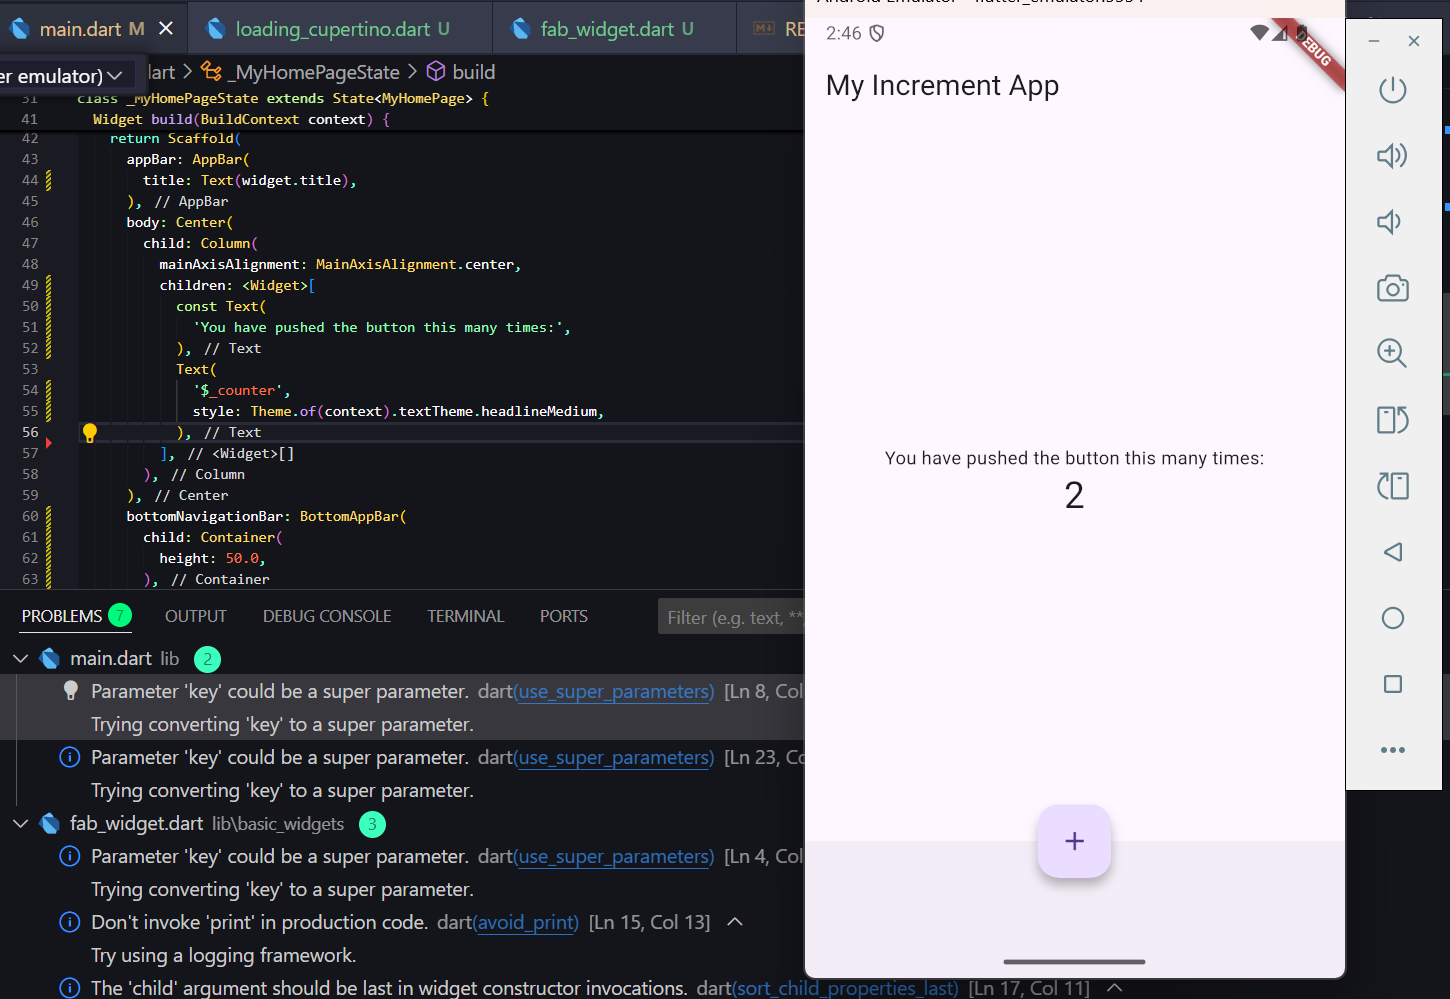 main.dart M
loading_cupertino.dart U
fab_widget.dart U
er emulator)
dart > _MyHomePageState > build
31 class _MyHomePageState extends State<MyHomePage> {
41 Widget build(BuildContext context) {
42 return Scaffold(
43 appBar: AppBar(
44 title: Text(widget.title),
45 ), // AppBar
46 body: Center(
47 child: Column(
48 mainAxisAlignment: MainAxisAlignment.center,
49 children: <Widget>[
50 const Text(
51 'You have pushed the button this many times:',
52 ), // Text
53 Text(
54 '$_counter',
55 style: Theme.of(context).textTheme.headlineMedium,
56 ), // Text
57 ], // <Widget>[]
58 ), // Column
59 ), // Center
60 bottomNavigationBar: BottomAppBar(
61 child: Container(
62 height: 50.0,
63 ), // Container
PROBLEMS 7 OUTPUT DEBUG CONSOLE TERMINAL PORTS Filter (e.g. text, **
main.dart lib 2
Parameter 'key' could be a super parameter. dart(use_super_parameters) [Ln 8, Col
Trying converting 'key' to a super parameter.
Parameter 'key' could be a super parameter. dart(use_super_parameters) [Ln 23, Co
Trying converting 'key' to a super parameter.
fab_widget.dart lib\basic_widgets 3
Parameter 'key' could be a super parameter. dart(use_super_parameters) [Ln 4, Col
Trying converting 'key' to a super parameter.
Don't invoke 'print' in production code. dart(avoid_print) [Ln 15, Col 13]
Try using a logging framework.
The 'child' argument should be last in widget constructor invocations. dart(sort_child_properties_last) [Ln 17, Col 11]
2:46
DEBUG
My Increment App
You have pushed the button this many times:
2
+